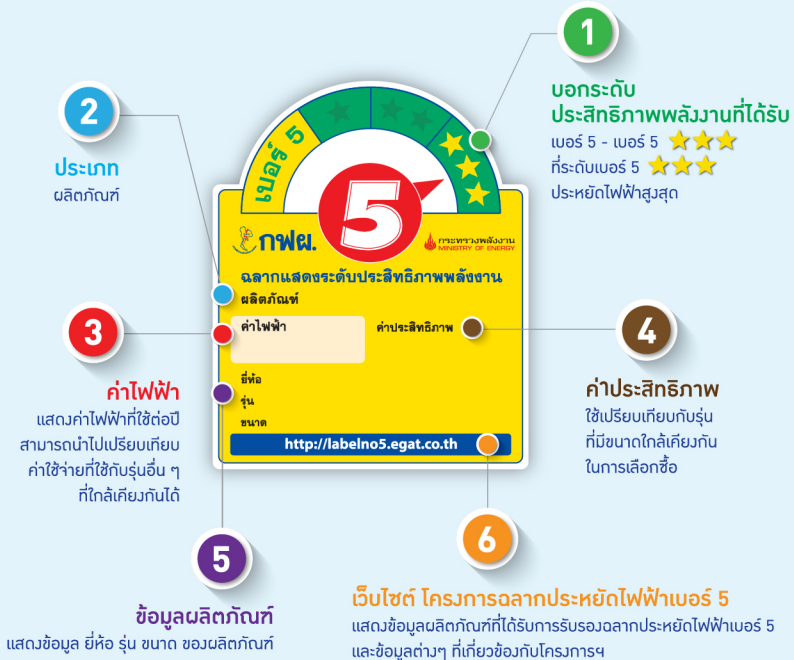 1
บอกระดับ
ประสิทธิภาพพลังงานที่ได้รับ
เบอร์ 5 - เบอร์ 5
ที่ระดับเบอร์ 5
ประหยัดไฟฟ้าสูงสุด
2
ประเภท
ผลิตภัณฑ์
เบอร์ 5
5
กฟผ.
กระทรวงพลังงาน
MINISTRY OF ENERGY
ฉลากแสดงระดับประสิทธิภาพพลังงาน
ผลิตภัณฑ์
ค่าไฟฟ้า
ค่าประสิทธิภาพ
ยี่ห้อ
รุ่น
ขนาด
http://labelno5.egat.co.th
3
ค่าไฟฟ้า
แสดงค่าไฟฟ้าที่ใช้ต่อปี
สามารถนำไปเปรียบเทียบ
ค่าใช้จ่ายที่ใช้กับรุ่นอื่น ๆ
ที่ใกล้เคียงกันได้
4
ค่าประสิทธิภาพ
ใช้เปรียบเทียบกับรุ่น
ที่มีขนาดใกล้เคียงกัน
ในการเลือกซื้อ
5
ข้อมูลผลิตภัณฑ์
แสดงข้อมูล ยี่ห้อ รุ่น ขนาด ของผลิตภัณฑ์
6
เว็บไซต์ โครงการฉลากประหยัดไฟฟ้าเบอร์ 5
แสดงข้อมูลผลิตภัณฑ์ที่ได้รับการรับรองฉลากประหยัดไฟฟ้าเบอร์ 5
และข้อมูลต่างๆ ที่เกี่ยวข้องกับโครงการฯ